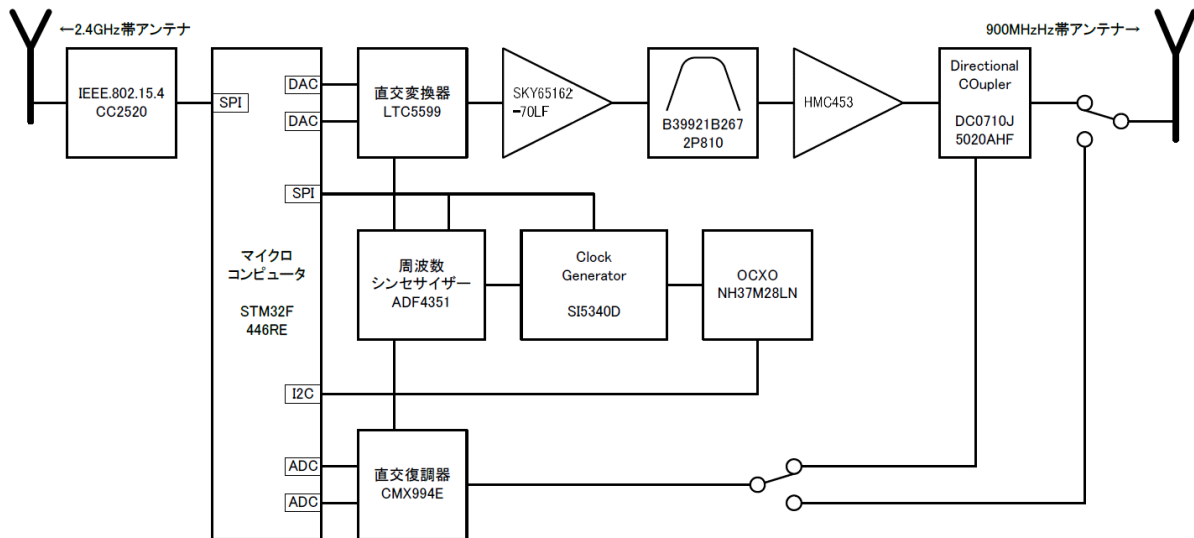 ←2.4GHz帯アンテナ
900MHzHz帯アンテナ→
IEEE.802.15.4
CC2520
SPI
DAC
DAC
直交変換器
LTC5599
SKY65162
-70LF
B39921B267
2P810
HMC453
Directional
COupler
DC0710J
5020AHF
SPI
マイクロ
コンピュータ
STM32F
446RE
周波数
シンセサイザー
ADF4351
Clock
Generator
SI5340D
OCXO
NH37M28LN
I2C
ADC
ADC
直交復調器
CMX994E